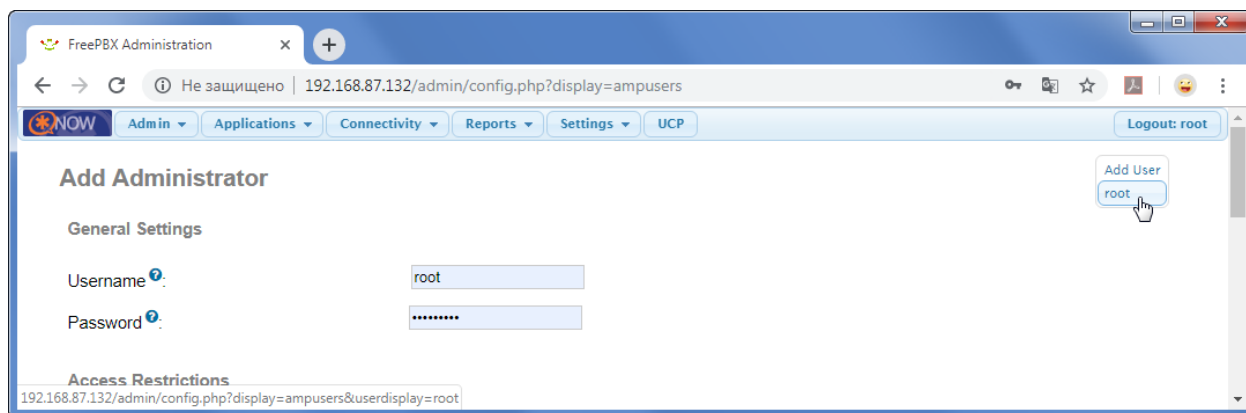 FreePBX Administration
Не защищено | 192.168.87.132/admin/config.php?display=ampusers
NOW Admin Applications Connectivity Reports Settings UCP Logout: root
Add User
root
Add Administrator
General Settings
Username ?:
root
Password ?:
•••••••••
Access Restrictions
192.168.87.132/admin/config.php?display=ampusers&userdisplay=root